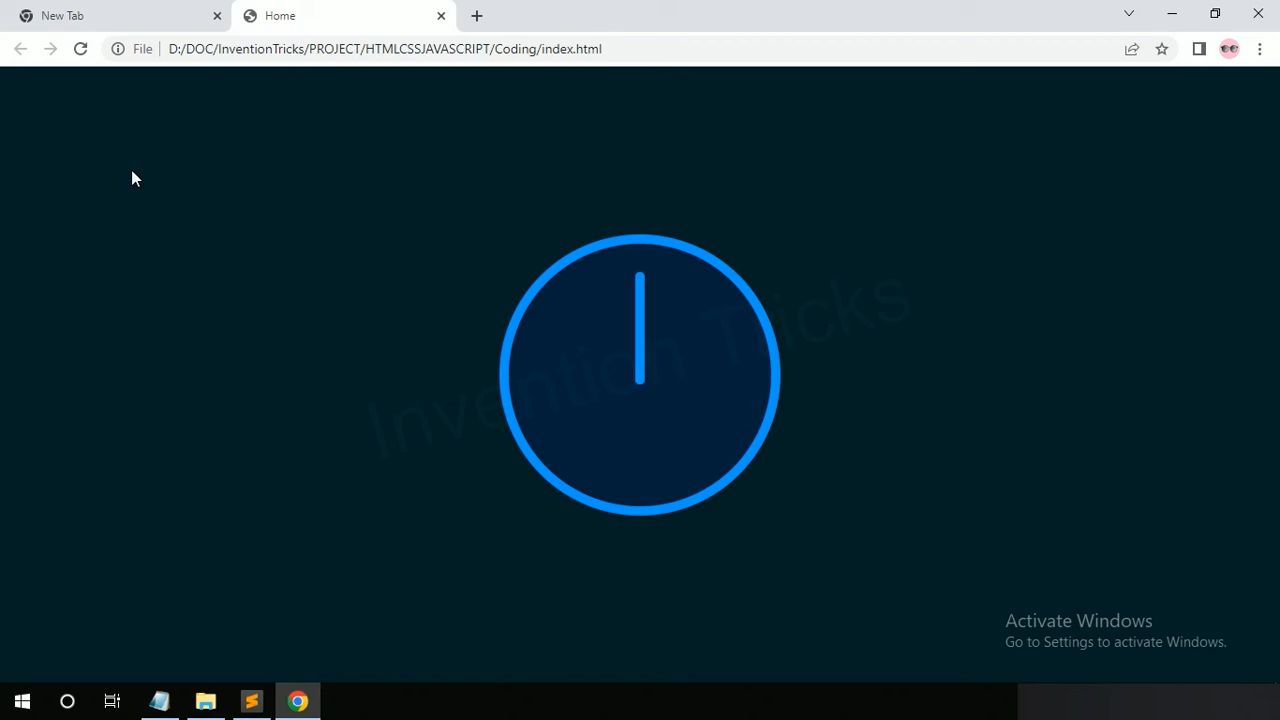 New Tab
Home
File
D:/DOC/InventionTricks/PROJECT/HTMLCSSJAVASCRIPT/Coding/index.html
Invention Tricks
Activate Windows
Go to Settings to activate Windows.